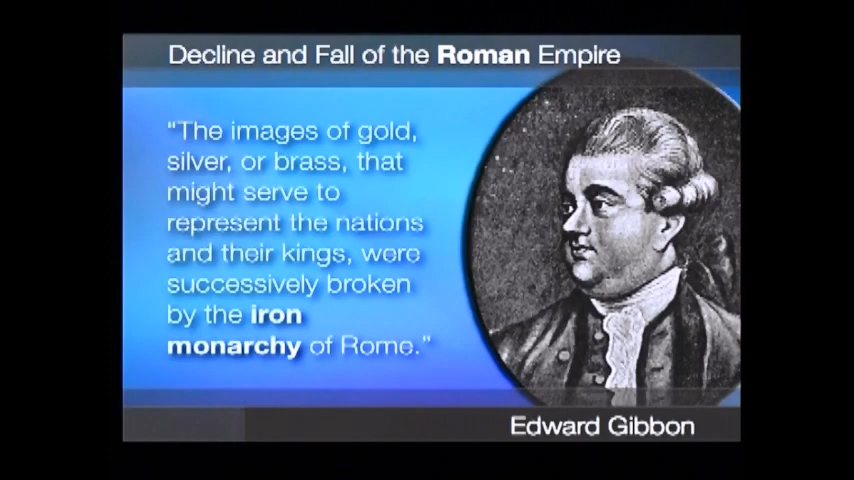 Decline and Fall of the Roman Empire
"The images of gold,
silver, or brass, that
might serve to
represent the nations
and their kings, were
successively broken
by the iron
monarchy of Rome."
Edward Gibbon